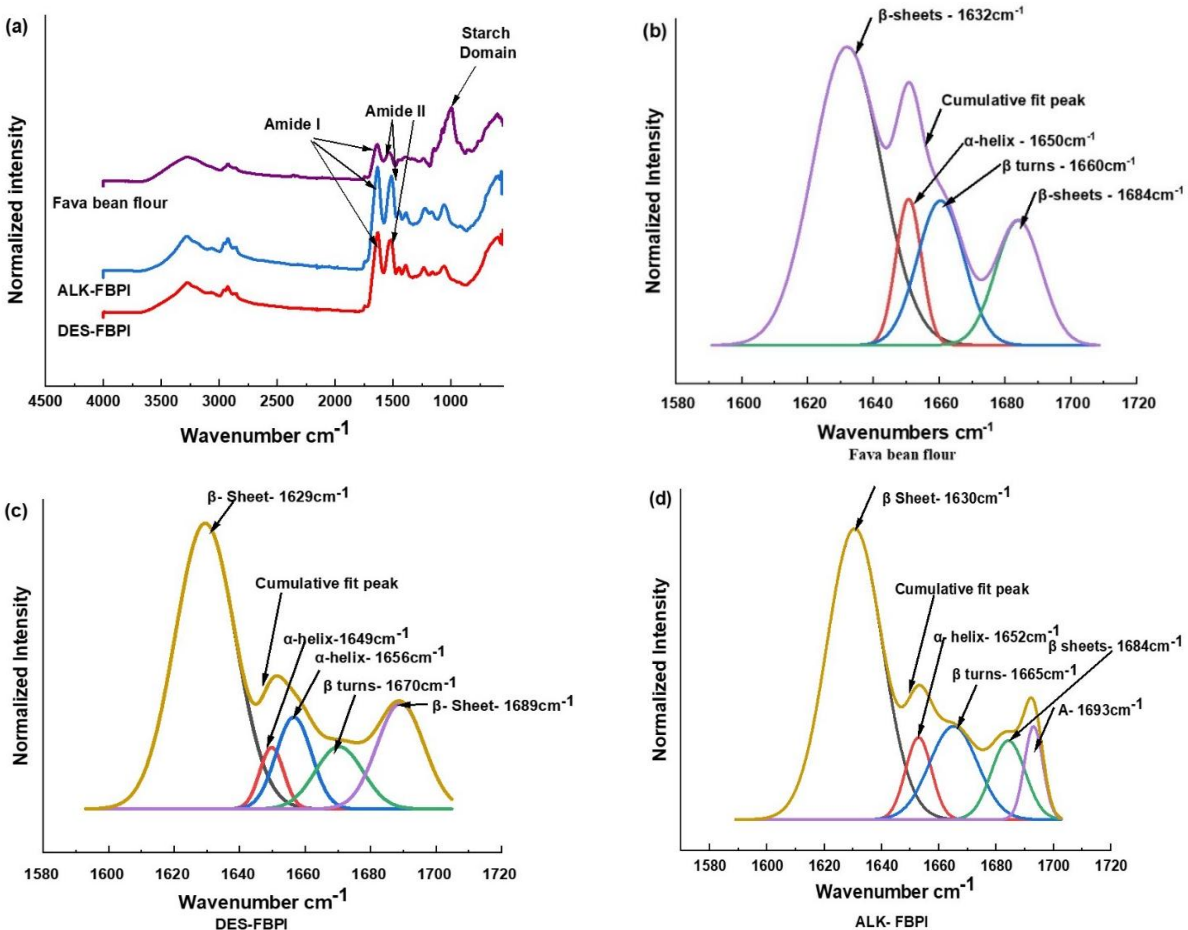 (a)
Starch
Domain
Amide II
Amide I
Fava bean flour
ALK-FBPI
DES-FBPI
Normalized intensity
4500 4000 3500 3000 2500 2000 1500 1000
Wavenumber cm-1
(b)
β-sheets - 1632cm-1
Cumulative fit peak
α-helix - 1650cm-1
β turns - 1660cm-1
β-sheets - 1684cm-1
Normalized Intensity
1580 1600 1620 1640 1660 1680 1700 1720
Wavenumbers cm-1
Fava bean flour
(c)
β- Sheet- 1629cm-1
Cumulative fit peak
α-helix-1649cm-1
α-helix- 1656cm-1
β turns- 1670cm-1
β- Sheet- 1689cm-1
Normalized Intensity
1580 1600 1620 1640 1660 1680 1700 1720
Wavenumber cm-1
DES-FBPI
(d)
β Sheet- 1630cm-1
Cumulative fit peak
α helix- 1652cm-1
β sheets- 1684cm-1
β turns- 1665cm-1
A- 1693cm-1
Normalized Intensity
1580 1600 1620 1640 1660 1680 1700 1720
Wavenumber cm-1
ALK- FBPI